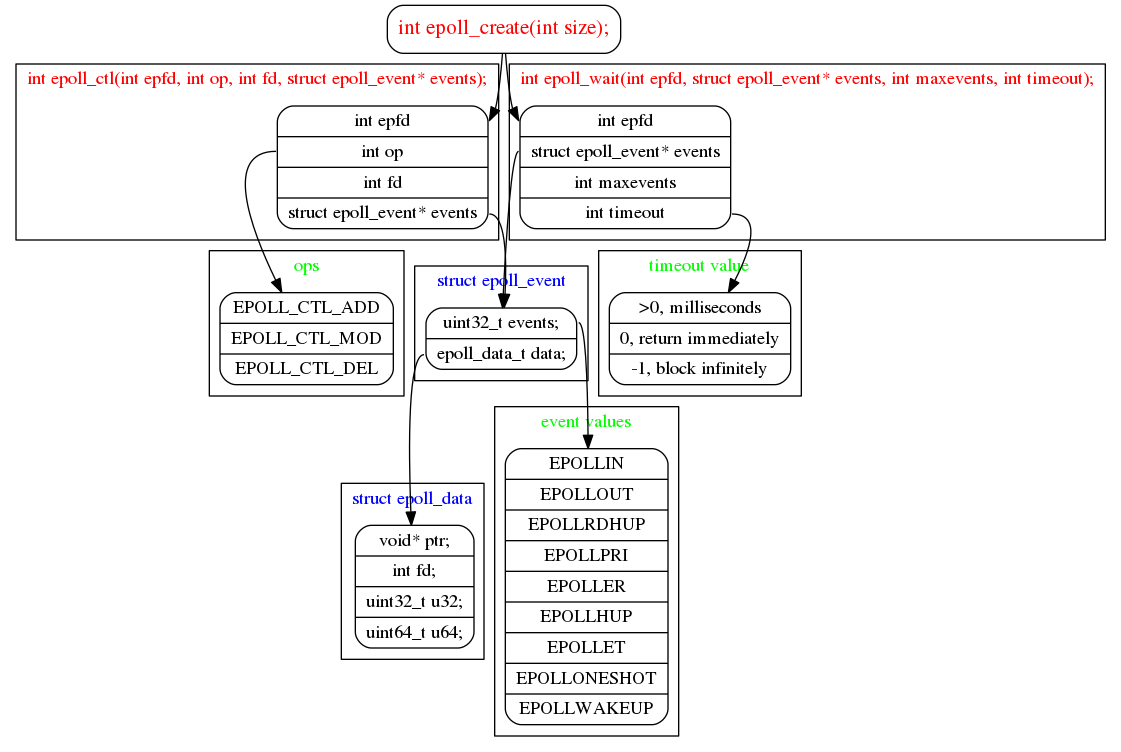 int epoll_create(int size);
int epoll_ctl(int epfd, int op, int fd, struct epoll_event* events);
int epfd
int op
int fd
struct epoll_event* events
int epoll_wait(int epfd, struct epoll_event* events, int maxevents, int timeout);
int epfd
struct epoll_event* events
int maxevents
int timeout
ops
EPOLL_CTL_ADD
EPOLL_CTL_MOD
EPOLL_CTL_DEL
struct epoll_event
uint32_t events;
epoll_data_t data;
timeout value
>0, milliseconds
0, return immediately
-1, block infinitely
struct epoll_data
void* ptr;
int fd;
uint32_t u32;
uint64_t u64;
event values
EPOLLIN
EPOLLOUT
EPOLLRDHUP
EPOLLPRI
EPOLLER
EPOLLHUP
EPOLLET
EPOLLONESHOT
EPOLLWAKEUP